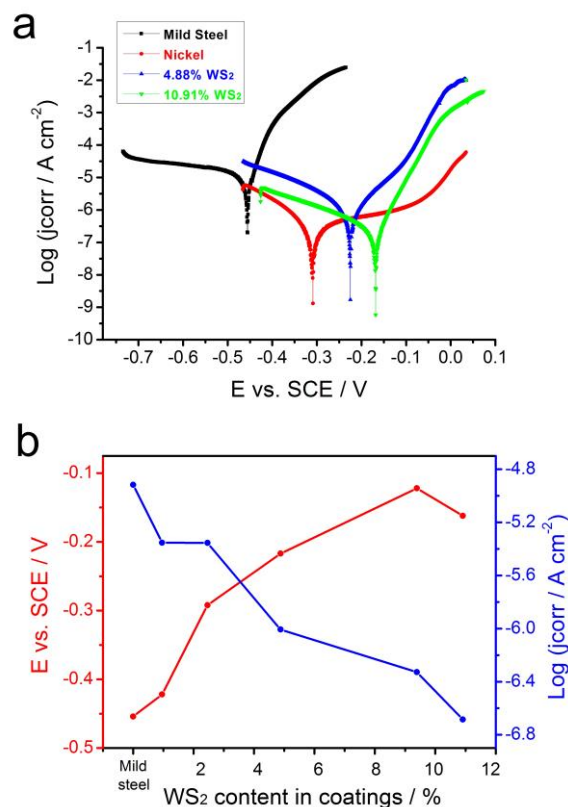 a
Mild Steel
Nickel
4.88% WS₂
10.91% WS₂
Log (jcorr / A cm⁻²)
-1
-2
-3
-4
-5
-6
-7
-8
-9
-10
-0.7 -0.6 -0.5 -0.4 -0.3 -0.2 -0.1 0.0 0.1
E vs. SCE / V
b
E vs. SCE / V
-0.1
-0.2
-0.3
-0.4
-0.5
Log (jcorr / A cm⁻²)
-4.8
-5.2
-5.6
-6.0
-6.4
-6.8
Mild steel 2 4 6 8 10 12
WS₂ content in coatings / %